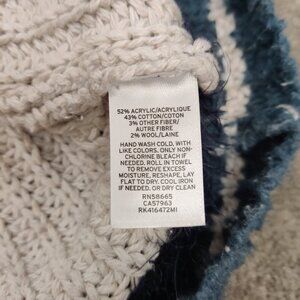 52% ACRYLIC/ACRYLIQUE
43% COTTON/COTON
3% OTHER FIBER/
AUTRE FIBRE
2% WOOL/LAINE
HAND WASH COLD. WITH
LIKE COLORS. ONLY NON-
CHLORINE BLEACH IF
NEEDED. ROLL IN TOWEL
TO REMOVE EXCESS
MOISTURE. RESHAPE, LAY
FLAT TO DRY. COOL IRON
IF NEEDED. OR DRY CLEAN
RN58665
CA57963
RK416472MI